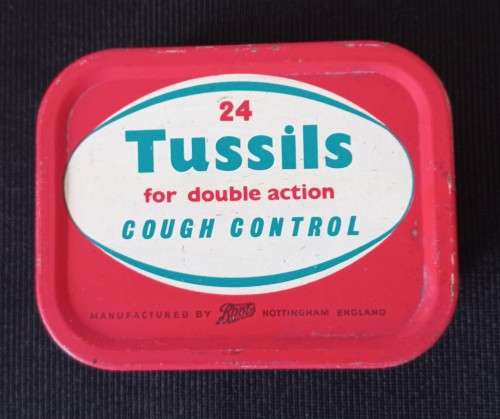 24
Tussils
for double action
COUGH CONTROL
MANUFACTURED BY Boots NOTTINGHAM ENGLAND